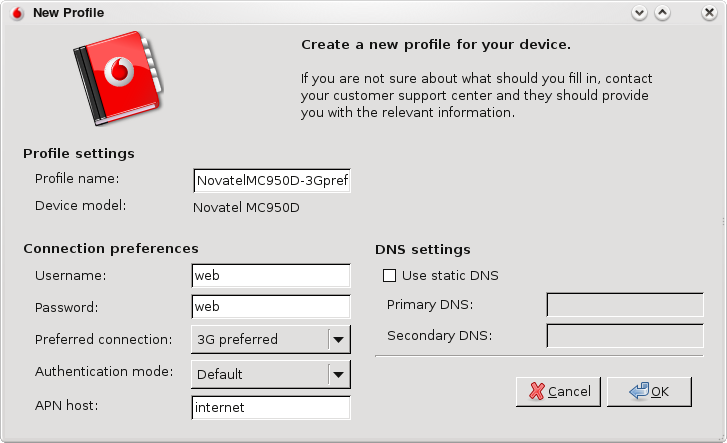 New Profile
Create a new profile for your device.
If you are not sure about what should you fill in, contact
your customer support center and they should provide
you with the relevant information.
Profile settings
Profile name: NovatelMC950D-3Gpref
Device model: Novatel MC950D
Connection preferences
Username: web
Password: web
Preferred connection: 3G preferred
Authentication mode: Default
APN host: internet
DNS settings
Use static DNS
Primary DNS:
Secondary DNS:
Cancel OK